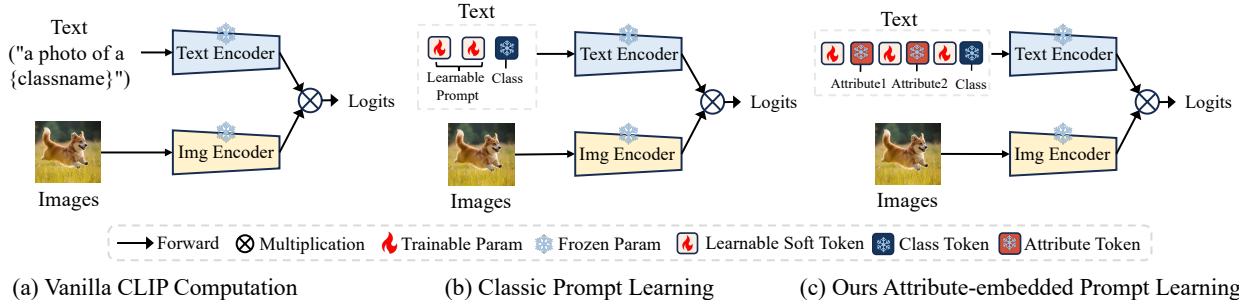 Text
("a photo of a
{classname}")
Text Encoder
Logits
Img Encoder
Images
Text
Learnable
Prompt
Class
Text Encoder
Logits
Img Encoder
Images
Text
Attribute1
Attribute2
Class
Text Encoder
Logits
Img Encoder
Images
Forward
Multiplication
Trainable Param
Frozen Param
Learnable Soft Token
Class Token
Attribute Token
(a) Vanilla CLIP Computation
(b) Classic Prompt Learning
(c) Ours Attribute-embedded Prompt Learning